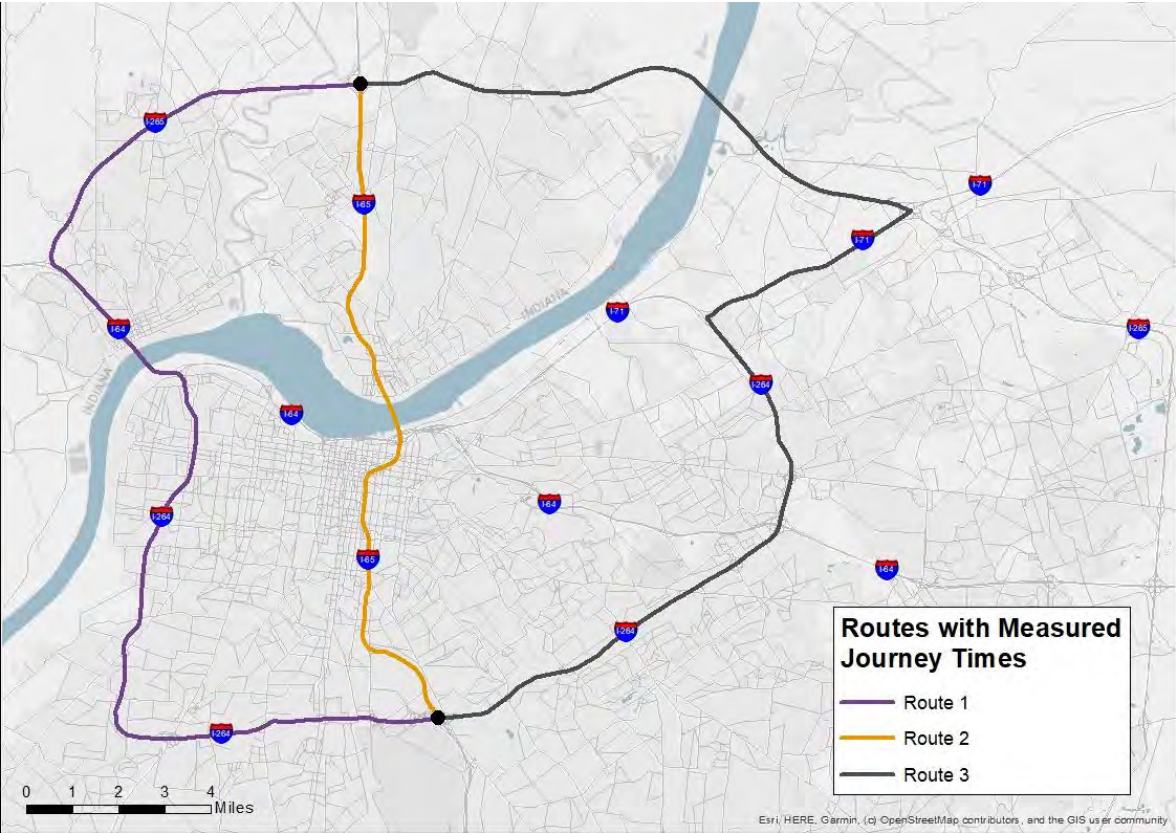 I-265
I-71
I-65
I-71
INDIANA
I-71
I-64
I-265
INDIANA
I-264
I-64
I-64
I-264
I-65
I-64
I-264
I-264
Routes with Measured
Journey Times
Route 1
Route 2
Route 3
0 1 2 3 4
Miles
Esri, HERE, Garmin, (c) OpenStreetMap contributors, and the GIS user community